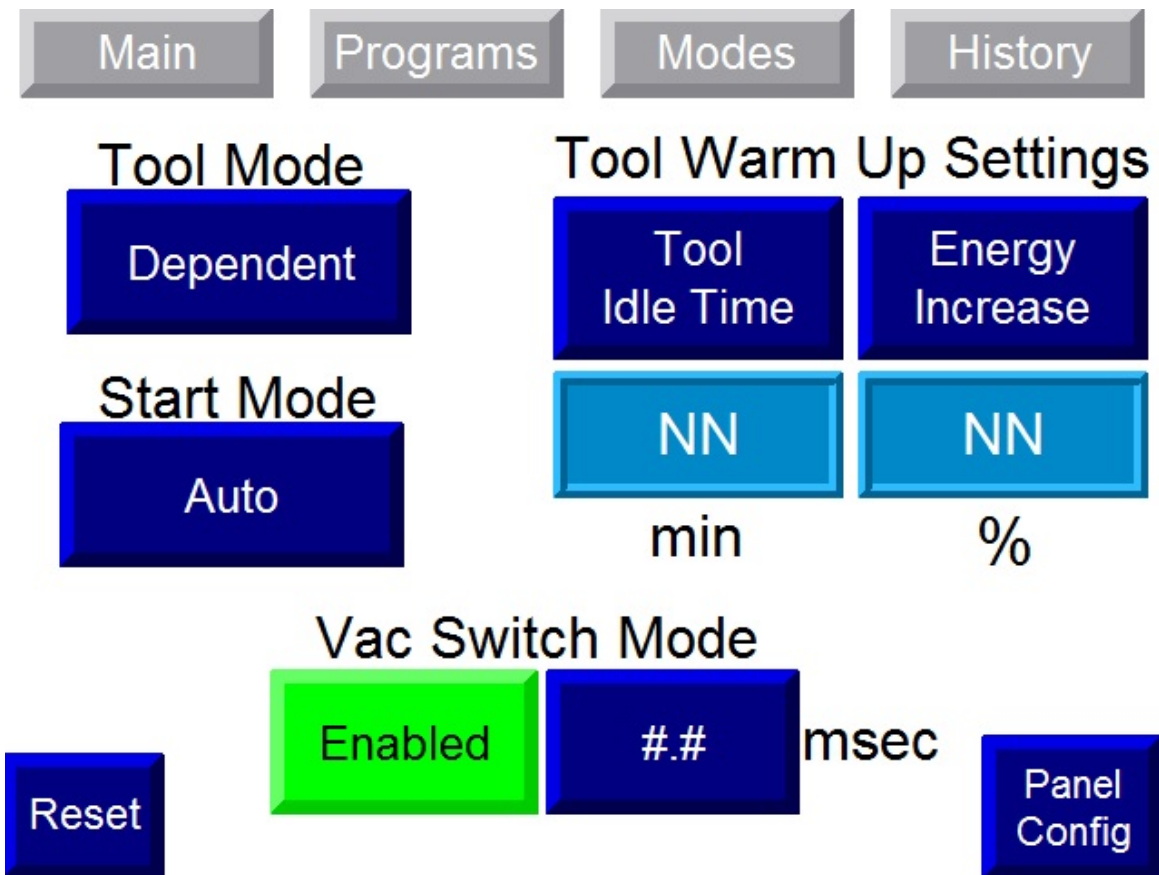 Main
Programs
Modes
History
Tool Mode
Dependent
Start Mode
Auto
Tool Warm Up Settings
Tool
Idle Time
Energy
Increase
NN
NN
min
%
Vac Switch Mode
Enabled
#.#
msec
Reset
Panel
Config